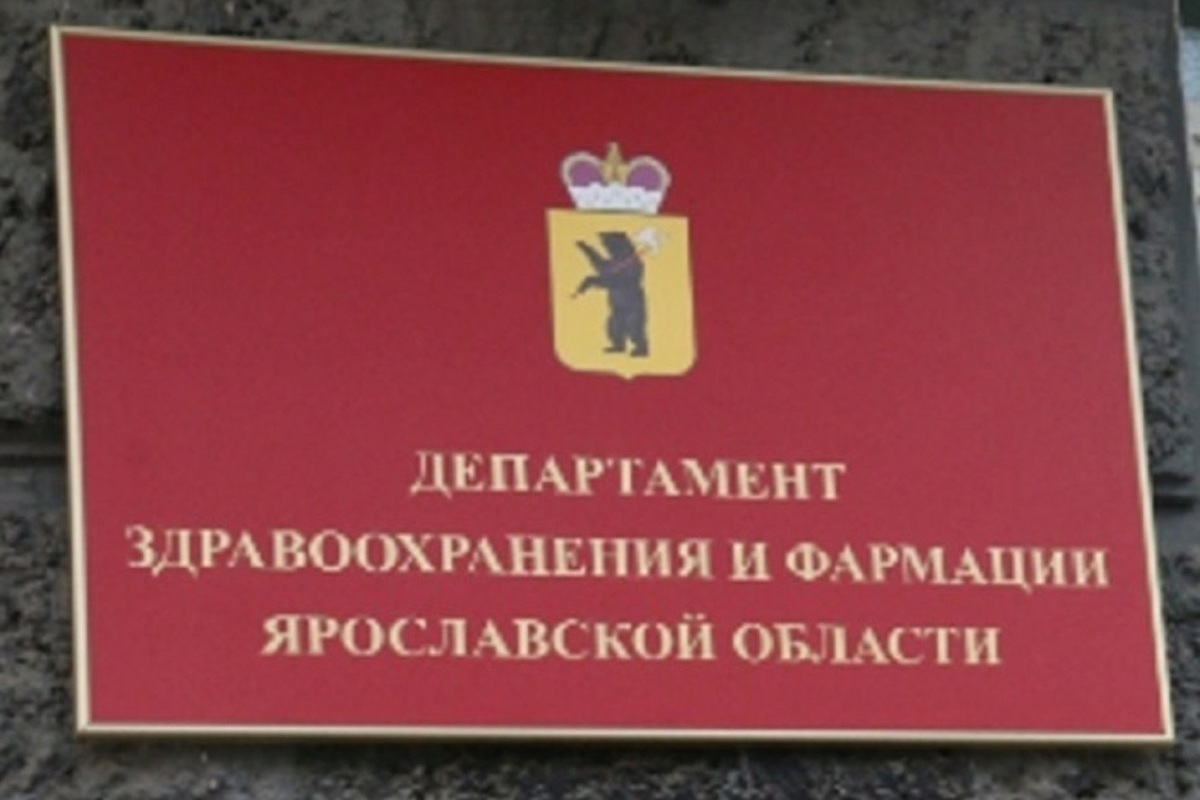 ДЕПАРТАМЕНТ
ЗДРАВООХРАНЕНИЯ И ФАРМАЦИИ
ЯРОСЛАВСКОЙ ОБЛАСТИ